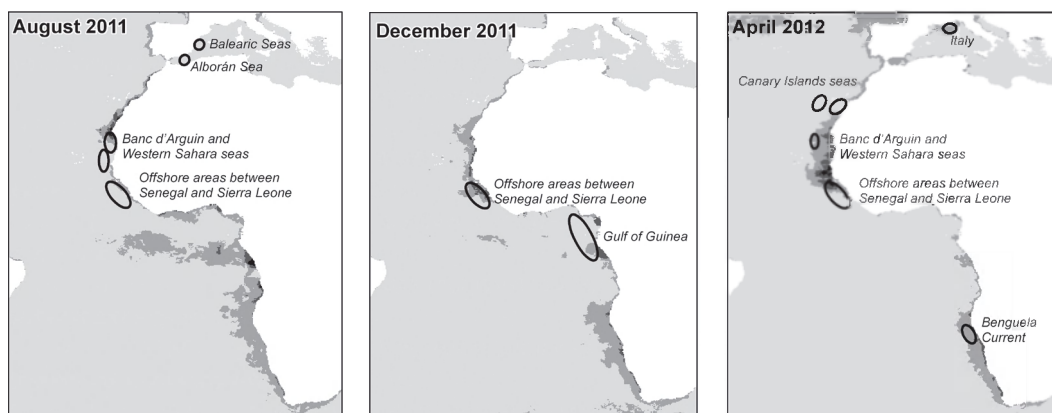 August 2011
Balearic Seas
Alborán Sea
Banc d'Arguin and
Western Sahara seas
Offshore areas between
Senegal and Sierra Leone
December 2011
Offshore areas between
Senegal and Sierra Leone
Gulf of Guinea
April 2012
Italy
Canary Islands seas
Banc d'Arguin and
Western Sahara seas
Offshore areas between
Senegal and Sierra Leone
Benguela
Current